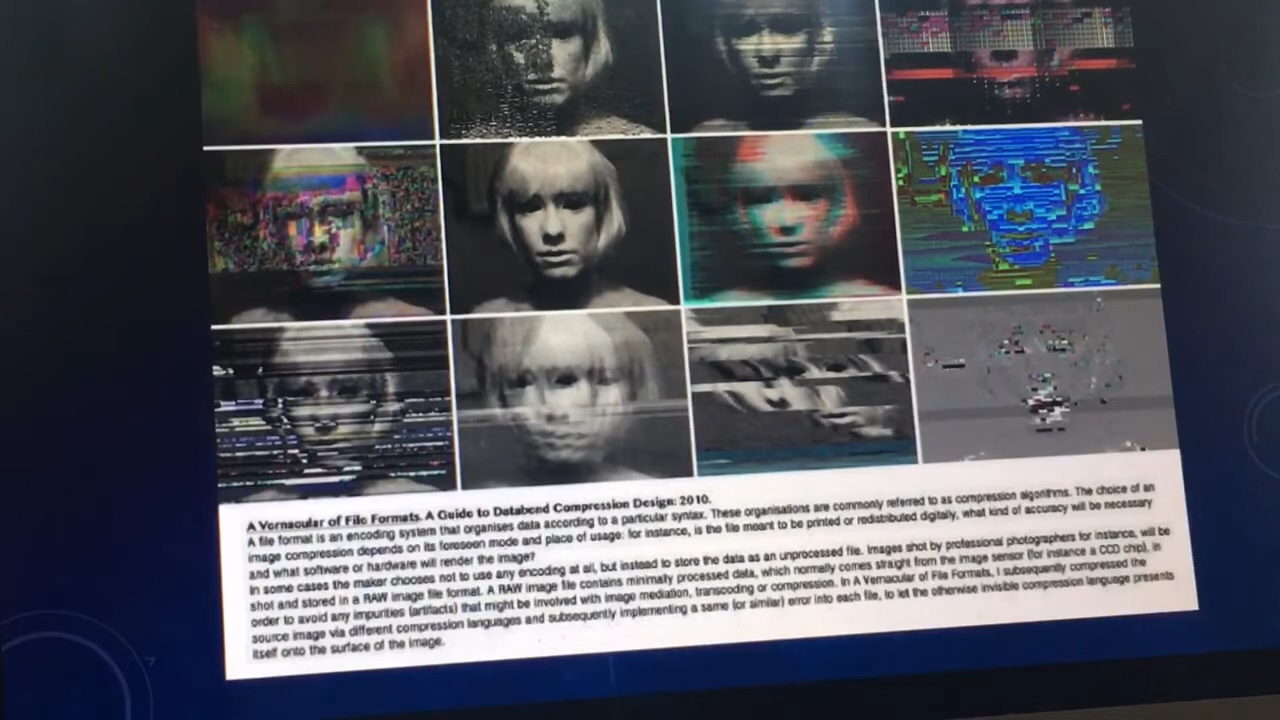 A Vernacular of File Formats. A Guide to Databend Compression Design: 2010.
A file format is an encoding system that organises data according to a particular syntax. These organisations are commonly referred to as compression algorithms. The choice of an
image compression depends on its foreseen mode and place of usage: for instance, is the file meant to be printed or redistributed digitally, what kind of accuracy will be necessary
and what software or hardware will render the image?
In some cases the maker chooses not to use any encoding at all, but instead to store the data as an unprocessed file. Images shot by professional photographers for instance, will be
shot and stored in a RAW image file format. A RAW image file contains minimally processed data, which normally comes straight from the image sensor (for instance a CCD chip), in
order to avoid any impurities (artifacts) that might be involved with image mediation, transcoding or compression. In A Vernacular of File Formats, I subsequently compressed the
source image via different compression languages and subsequently implementing a same (or similar) error into each file, to let the otherwise invisible compression language presents
itself onto the surface of the image.